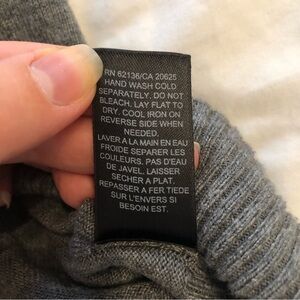 RN 62136/CA 20625
HAND WASH COLD
SEPARATELY. DO NOT
BLEACH. LAY FLAT TO
DRY. COOL IRON ON
REVERSE SIDE WHEN
NEEDED.
LAVER A LA MAIN EN EAU
FROIDE SEPARER LES
COULEURS. PAS D'EAU
DE JAVEL. LAISSER
SECHER A PLAT.
REPASSER A FER TIEDE
SUR L'ENVERS SI
BESOIN EST.